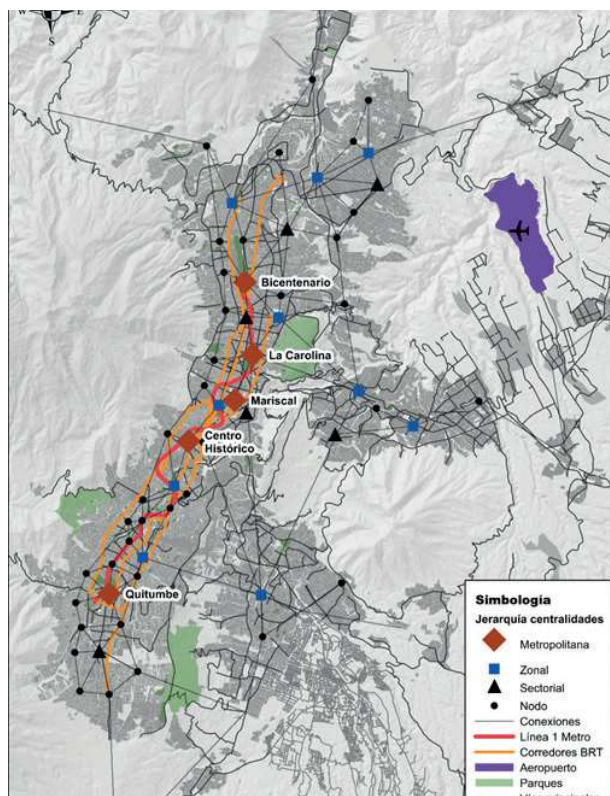 E
S
Bicentenario
La Carolina
Mariscal
Centro
Histórico
Quitumbe
Simbología
Jerarquía centralidades
Metropolitana
Zonal
Sectorial
Nodo
Conexiones
Línea 1 Metro
Corredores BRT
Aeropuerto
Parques